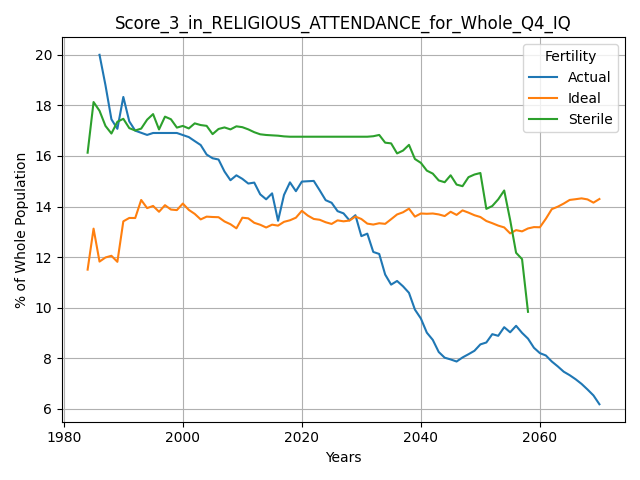 Score_3_in_RELIGIOUS_ATTENDANCE_for_Whole_Q4_IQ
Fertility
Actual
Ideal
Sterile
% of Whole Population
20
18
16
14
12
10
8
6
1980
2000
2020
2040
2060
Years